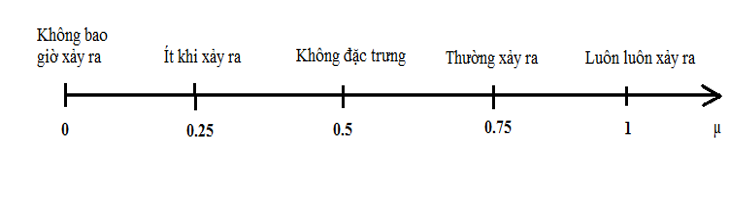 Không bao
giờ xảy ra
Ít khi xảy ra
Không đặc trưng
Thường xảy ra
Luôn luôn xảy ra
0
0.25
0.5
0.75
1
μ